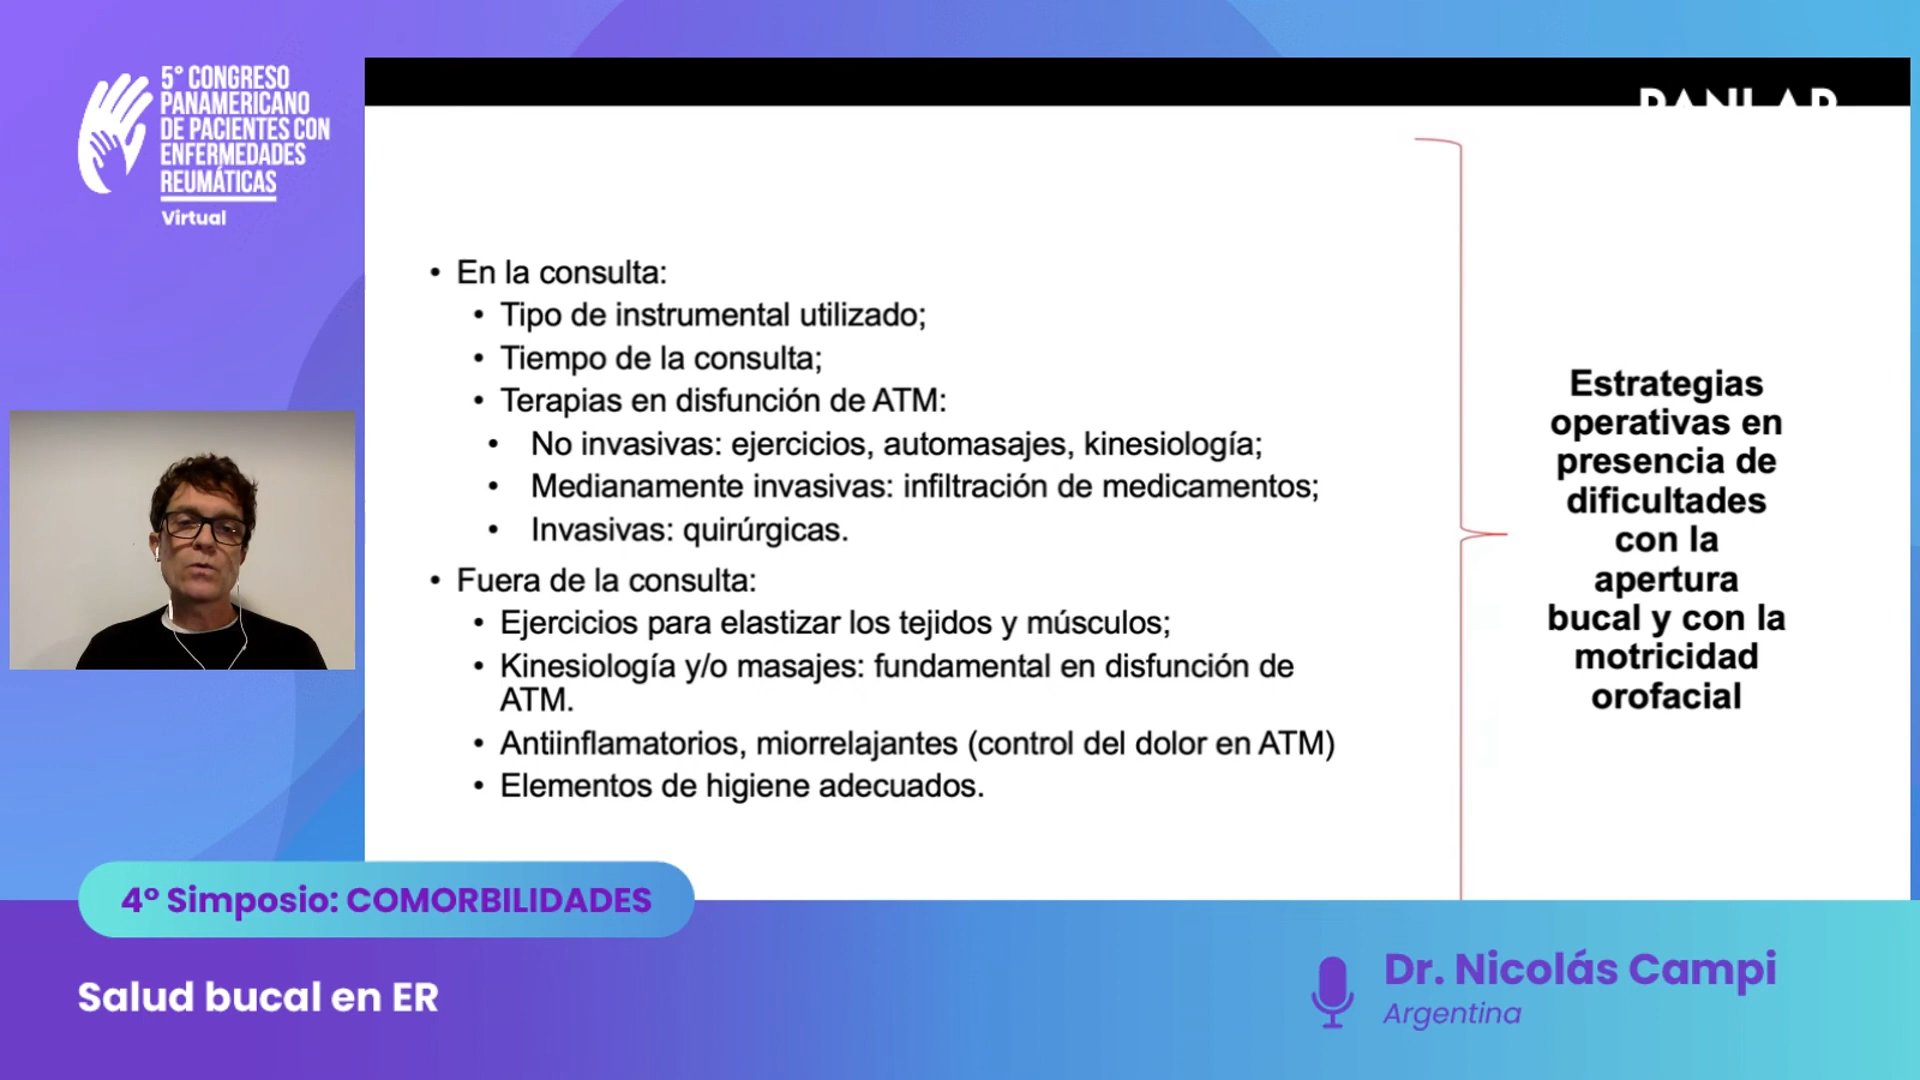 5° CONGRESO
PANAMERICANO
DE PACIENTES CON
ENFERMEDADES
REUMÁTICAS
Virtual
PANLAR
• En la consulta:
• Tipo de instrumental utilizado;
• Tiempo de la consulta;
• Terapias en disfunción de ATM:
• No invasivas: ejercicios, automasajes, kinesiología;
• Medianamente invasivas: infiltración de medicamentos;
• Invasivas: quirúrgicas.
• Fuera de la consulta:
• Ejercicios para elastizar los tejidos y músculos;
• Kinesiología y/o masajes: fundamental en disfunción de
ATM.
• Antiinflamatorios, miorrelajantes (control del dolor en ATM)
• Elementos de higiene adecuados.
Estrategias
operativas en
presencia de
dificultades
con la
apertura
bucal y con la
motricidad
orofacial
4° Simposio: COMORBILIDADES
Salud bucal en ER
Dr. Nicolás Campi
Argentina